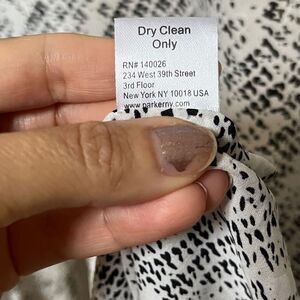 Dry Clean
Only
RN# 140026
234 West 39th Street
3rd Floor
New York NY 10018 USA
www.parkerny.com